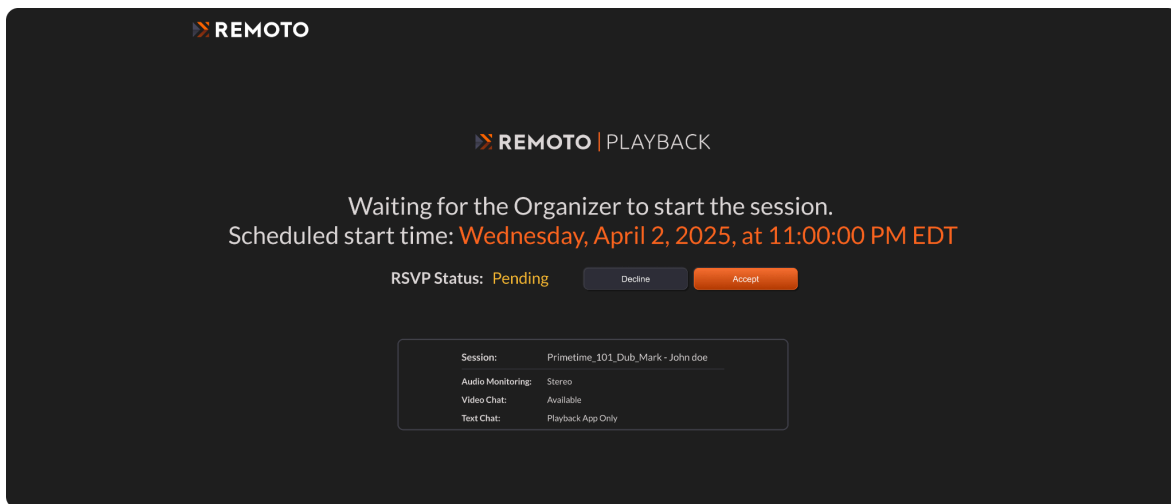 REMOTO
REMOTO | PLAYBACK
Waiting for the Organizer to start the session.
Scheduled start time: Wednesday, April 2, 2025, at 11:00:00 PM EDT
RSVP Status: Pending Decline Accept
Session: Primetime_101_Dub_Mark - John doe
Audio Monitoring: Stereo
Video Chat: Available
Text Chat: Playback App Only